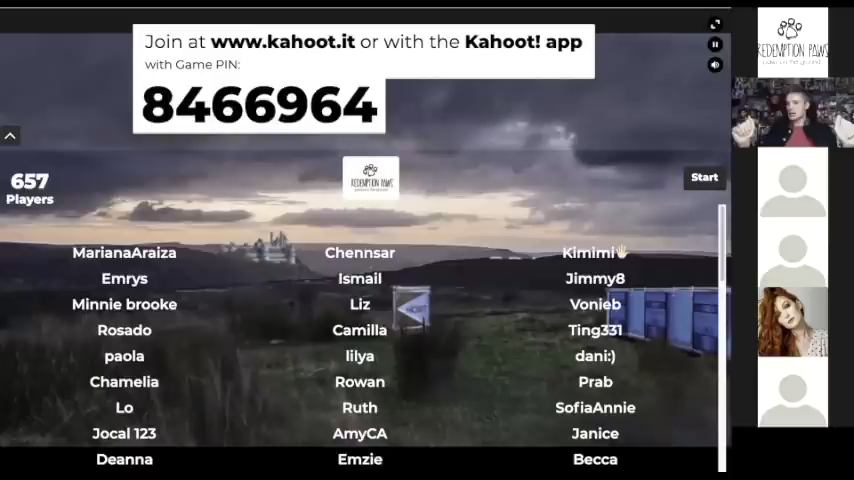 Join at www.kahoot.it or with the Kahoot! app
with Game PIN:
8466964
657
Players
REDEMPTION PAWS
Start
MarianaAraiza Chennsar Kimimi🖐
Emrys Ismail Jimmy8
Minnie brooke Liz Vonieb
Rosado Camilla Ting331
paola lilya dani:)
Chamelia Rowan Prab
Lo Ruth SofiaAnnie
Jocal 123 AmyCA Janice
Deanna Emzie Becca
REDEMPTION PAWS